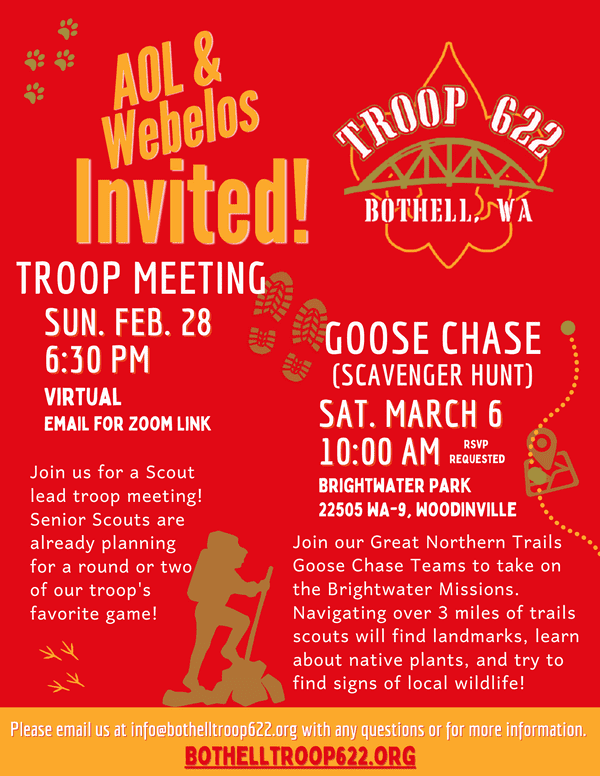 AOL &
Webelos
Invited!
TROOP 622
BOTHELL, WA
TROOP MEETING
SUN. FEB. 28
6:30 PM
VIRTUAL
EMAIL FOR ZOOM LINK
Join us for a Scout
lead troop meeting!
Senior Scouts are
already planning
for a round or two
of our troop's
favorite game!
GOOSE CHASE
(SCAVENGER HUNT)
SAT. MARCH 6
10:00 AM
RSVP
REQUESTED
BRIGHTWATER PARK
22505 WA-9, WOODINVILLE
Join our Great Northern Trails
Goose Chase Teams to take on
the Brightwater Missions.
Navigating over 3 miles of trails
scouts will find landmarks, learn
about native plants, and try to
find signs of local wildlife!
Please email us at info@bothelltroop622.org with any questions or for more information.
BOTHELLTROOP622.ORG